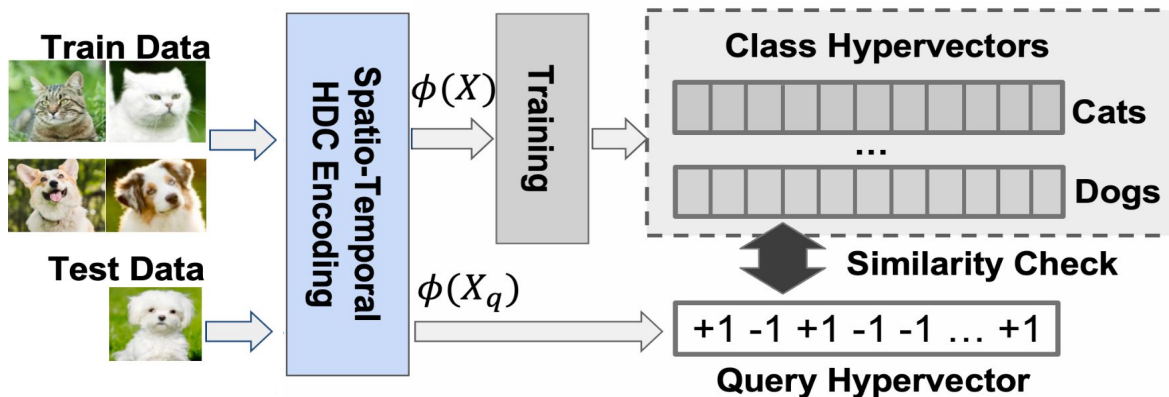 Train Data
Spatio-Temporal
HDC Encoding
ϕ(X)
Training
Class Hypervectors
Cats
...
Dogs
Similarity Check
Test Data
ϕ(X_q)
+1 -1 +1 -1 -1 ... +1
Query Hypervector